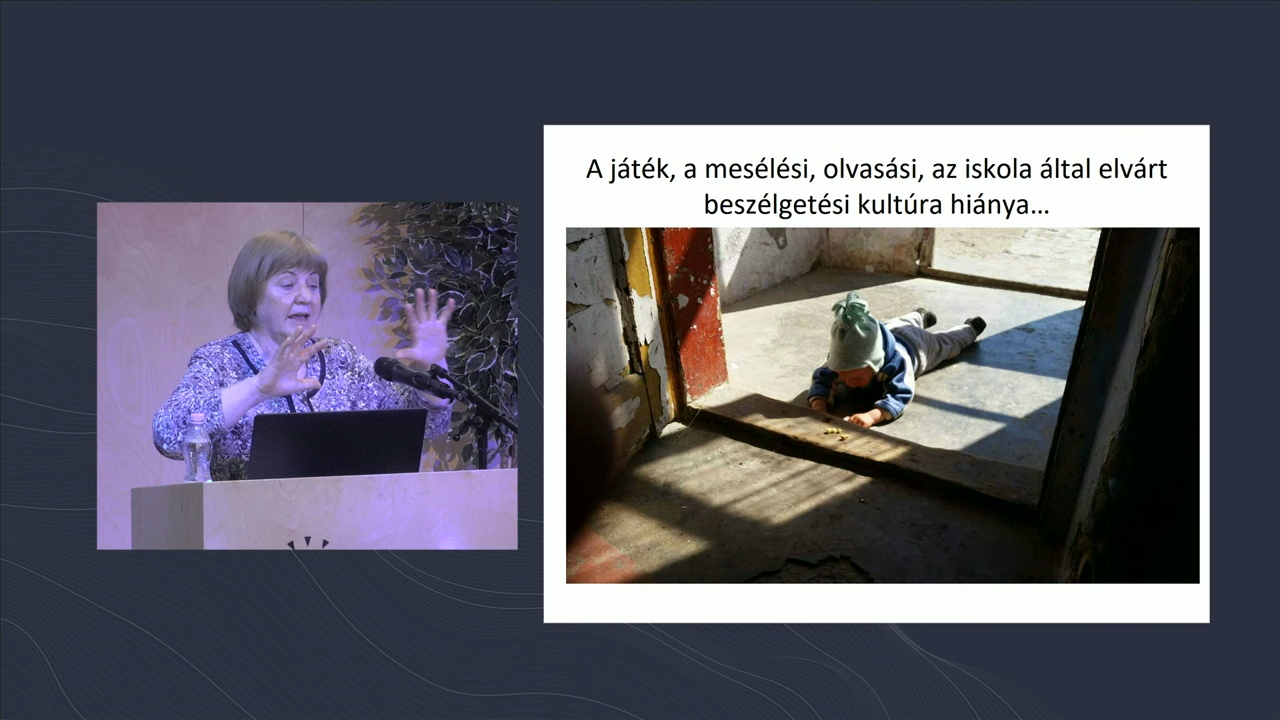 A játék, a mesélési, olvasási, az iskola által elvárt
beszélgetési kultúra hiánya...